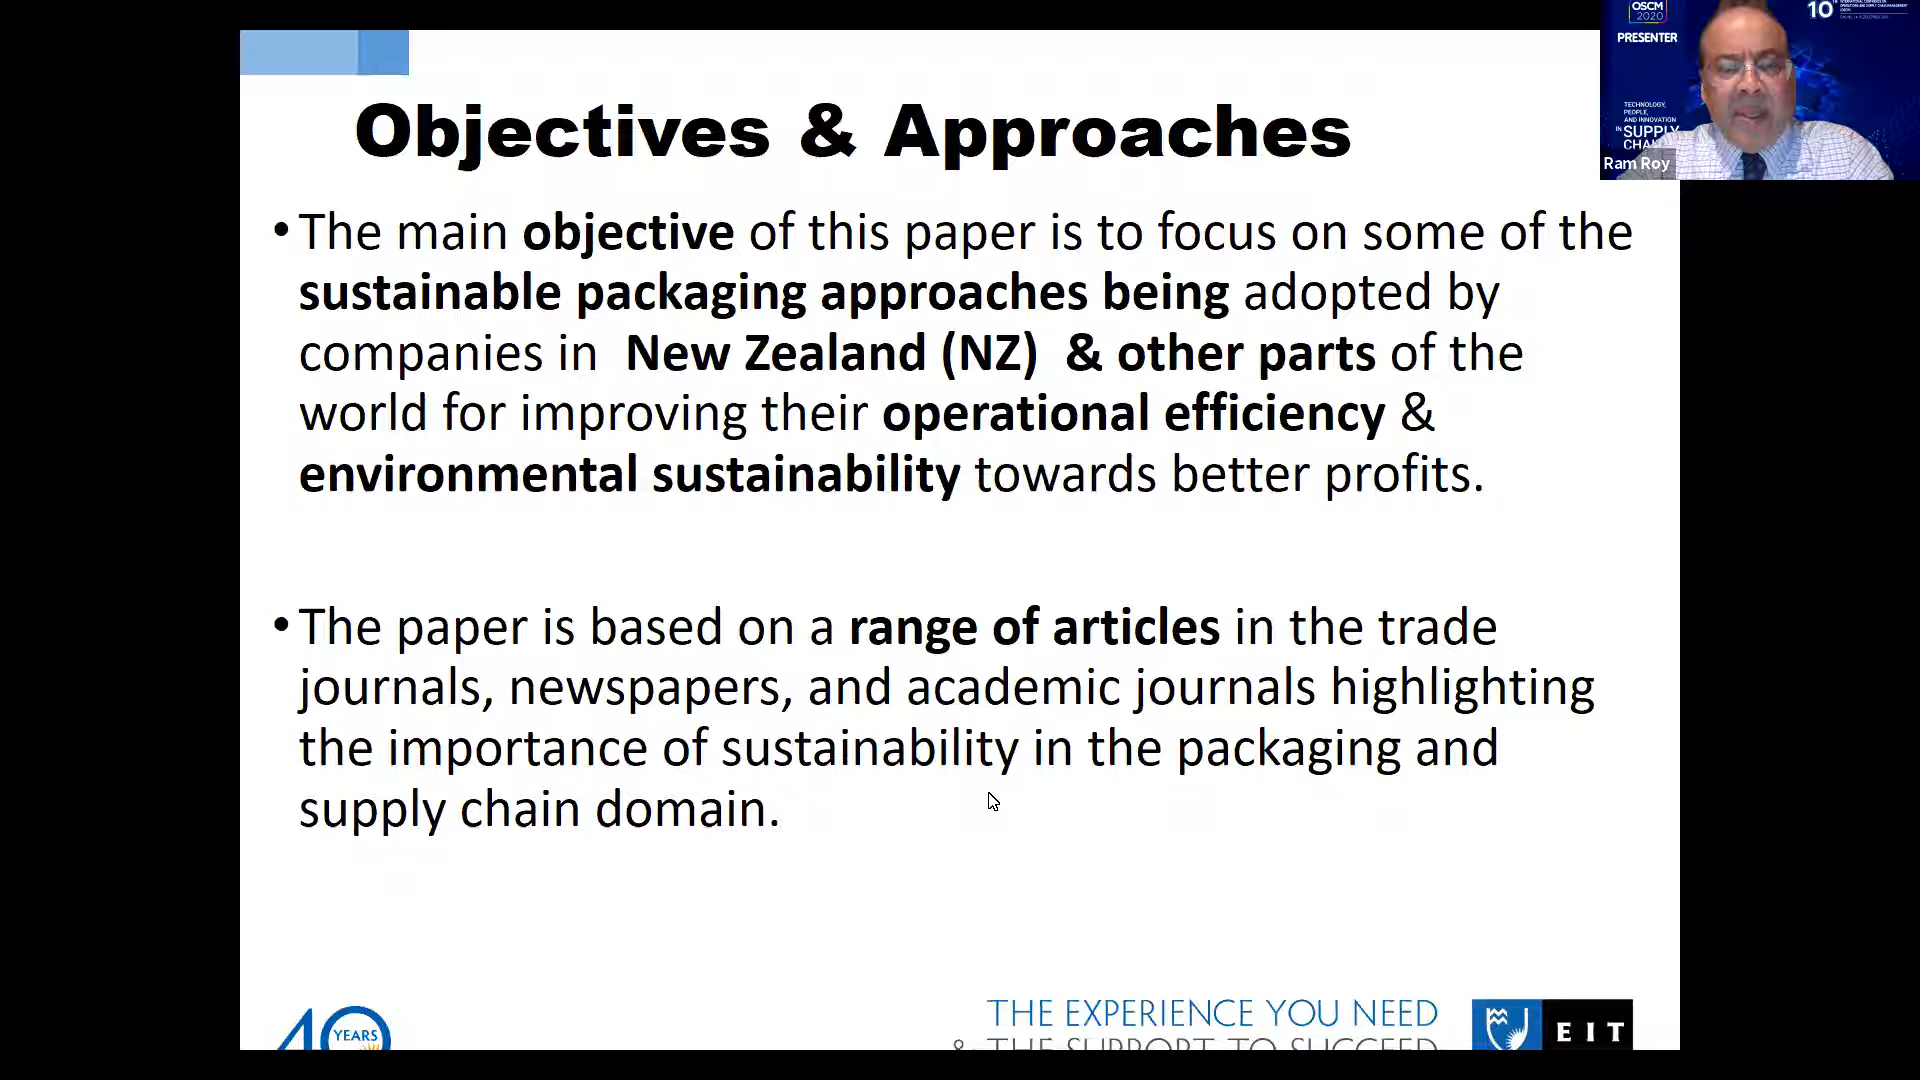 Objectives & Approaches
• The main objective of this paper is to focus on some of the
sustainable packaging approaches being adopted by
companies in New Zealand (NZ) & other parts of the
world for improving their operational efficiency &
environmental sustainability towards better profits.
• The paper is based on a range of articles in the trade
journals, newspapers, and academic journals highlighting
the importance of sustainability in the packaging and
supply chain domain.
40 YEARS
THE EXPERIENCE YOU NEED
& THE SUPPORT TO SUCCEED
EIT
OSCM
2020
PRESENTER
10
TECHNOLOGY,
PEOPLE,
AND INNOVATION
IN SUPPLY
Ram Roy